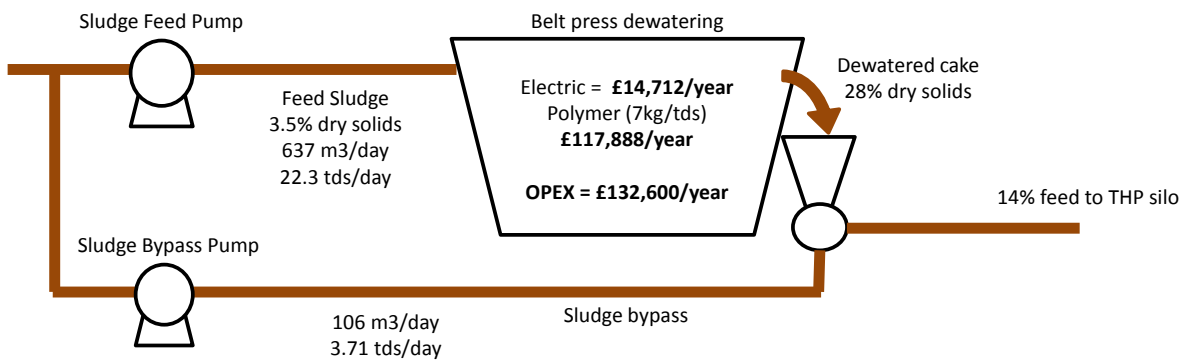 Sludge Feed Pump
Feed Sludge
3.5% dry solids
637 m3/day
22.3 tds/day
Belt press dewatering
Electric = £14,712/year
Polymer (7kg/tds)
£117,888/year
OPEX = £132,600/year
Dewatered cake
28% dry solids
14% feed to THP silo
Sludge Bypass Pump
106 m3/day
3.71 tds/day
Sludge bypass